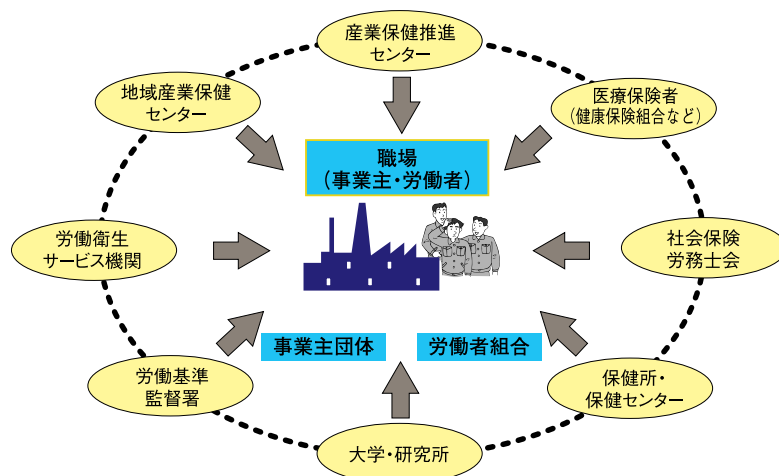 産業保健推進
センター
地域産業保健
センター
医療保険者
(健康保険組合など)
職場
(事業主・労働者)
労働衛生
サービス機関
社会保険
労務士会
事業主団体
労働者組合
労働基準
監督署
保健所・
保健センター
大学・研究所